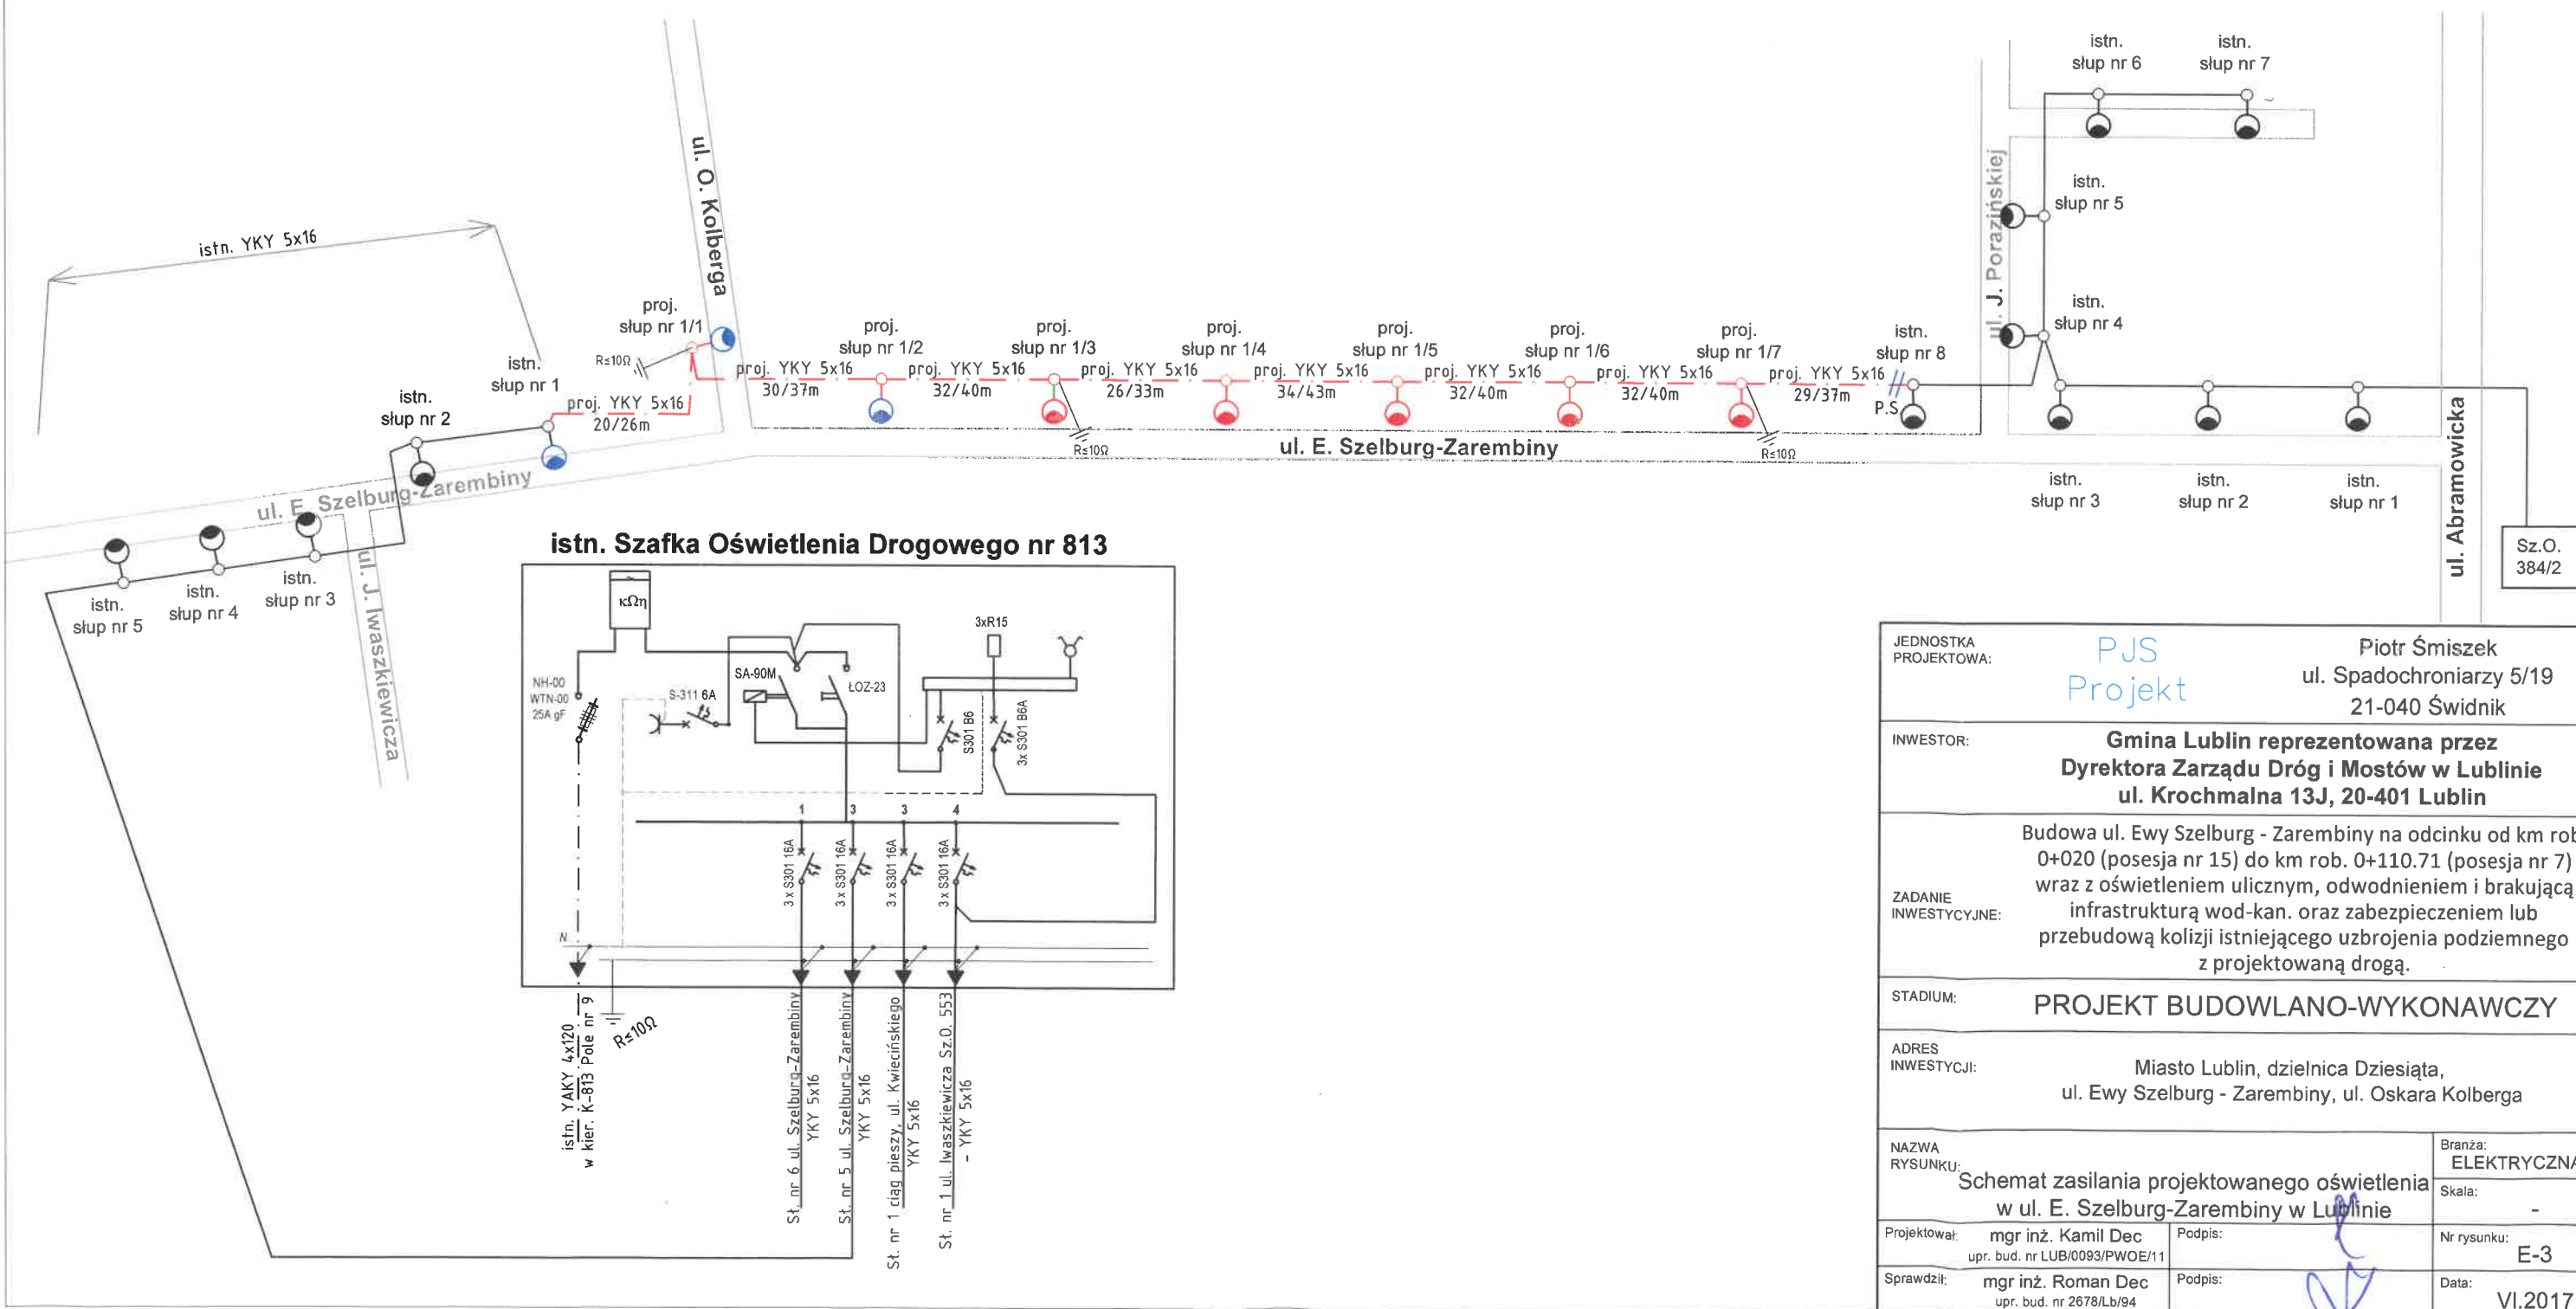 istn. YKY 5x16
istn.
słup nr 5
istn.
słup nr 4
istn.
słup nr 3
istn.
słup nr 2
istn.
słup nr 1
proj. YKY 5x16
20/26m
R≤10Ω
proj.
słup nr 1/1
ul. O. Kolberga
ul. E. Szelburg-Zarembiny
ul. J. Iwaszkiewicza
proj. YKY 5x16
30/37m
proj.
słup nr 1/2
proj. YKY 5x16
32/40m
proj.
słup nr 1/3
R≤10Ω
proj. YKY 5x16
26/33m
proj.
słup nr 1/4
proj. YKY 5x16
34/43m
proj.
słup nr 1/5
proj. YKY 5x16
32/40m
proj.
słup nr 1/6
proj. YKY 5x16
32/40m
proj.
słup nr 1/7
R≤10Ω
proj. YKY 5x16
29/37m
P.S.
istn.
słup nr 8
ul. E. Szelburg-Zarembiny
ul. J. Porazińskiej
istn.
słup nr 6
istn.
słup nr 7
istn.
słup nr 5
istn.
słup nr 4
istn.
słup nr 3
istn.
słup nr 2
istn.
słup nr 1
ul. Abramowicka
Sz.O.
384/2
istn. Szafka Oświetlenia Drogowego nr 813
κΩη
NH-00
WTN-00
25A gF
S-311 6A
SA-90M
ŁOZ-23
3xR15
S301 B6
3x S301 B6A
1
3
3
4
3 x S301 16A
3 x S301 16A
3 x S301 16A
3 x S301 16A
N
R≤10Ω
istn. YAKY 4x120
w kier. K-813 Pole nr 9
St. nr 6 ul. Szelburg-Zarembiny
YKY 5x16
St. nr 5 ul. Szelburg-Zarembiny
YKY 5x16
St. nr 1 ciąg pieszy, ul. Kwiecińskiego
YKY 5x16
St. nr 1 ul. Iwaszkiewicza Sz.O. 553
- YKY 5x16
JEDNOSTKA
PROJEKTOWA:
PJS
Projekt
Piotr Śmiszek
ul. Spadochroniarzy 5/19
21-040 Świdnik
INWESTOR:
Gmina Lublin reprezentowana przez
Dyrektora Zarządu Dróg i Mostów w Lublinie
ul. Krochmalna 13J, 20-401 Lublin
ZADANIE
INWESTYCYJNE:
Budowa ul. Ewy Szelburg - Zarembiny na odcinku od km rob
0+020 (posesja nr 15) do km rob. 0+110.71 (posesja nr 7)
wraz z oświetleniem ulicznym, odwodnieniem i brakującą
infrastrukturą wod-kan. oraz zabezpieczeniem lub
przebudową kolizji istniejącego uzbrojenia podziemnego
z projektowaną drogą.
STADIUM:
PROJEKT BUDOWLANO-WYKONAWCZY
ADRES
INWESTYCJI:
Miasto Lublin, dzielnica Dziesiąta,
ul. Ewy Szelburg - Zarembiny, ul. Oskara Kolberga
NAZWA
RYSUNKU:
Schemat zasilania projektowanego oświetlenia
w ul. E. Szelburg-Zarembiny w Lublinie
Branża:
ELEKTRYCZNA
Skala:
-
Projektował:
mgr inż. Kamil Dec
upr. bud. nr LUB/0093/PWOE/11
Podpis:
Nr rysunku:
E-3
Sprawdził:
mgr inż. Roman Dec
upr. bud. nr 2678/Lb/94
Podpis:
Data:
VI.2017